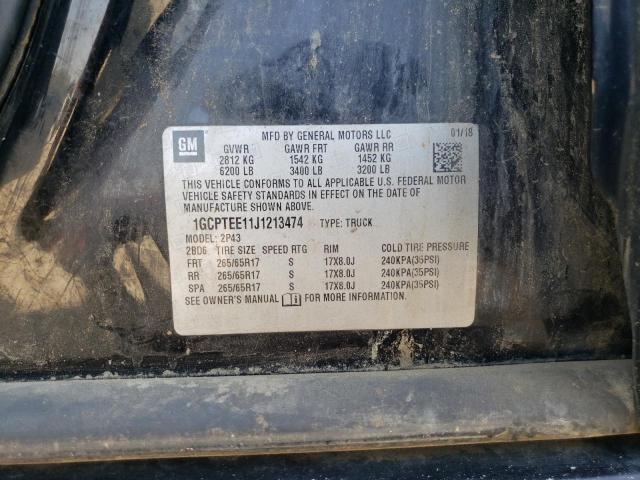 GM
MFD BY GENERAL MOTORS LLC 01/18
GVWR GAWR FRT GAWR RR
2812 KG 1542 KG 1452 KG
6200 LB 3400 LB 3200 LB
THIS VEHICLE CONFORMS TO ALL APPLICABLE U.S. FEDERAL MOTOR
VEHICLE SAFETY STANDARDS IN EFFECT ON THE DATE OF
MANUFACTURE SHOWN ABOVE.
1GCPTEE11J1213474 TYPE: TRUCK
MODEL: 2P43
2BD6 TIRE SIZE SPEED RTG RIM COLD TIRE PRESSURE
FRT 265/65R17 S 17X8.0J 240KPA(35PSI)
RR 265/65R17 S 17X8.0J 240KPA(35PSI)
SPA 265/65R17 S 17X8.0J 240KPA(35PSI)
SEE OWNER'S MANUAL FOR MORE INFORMATION.